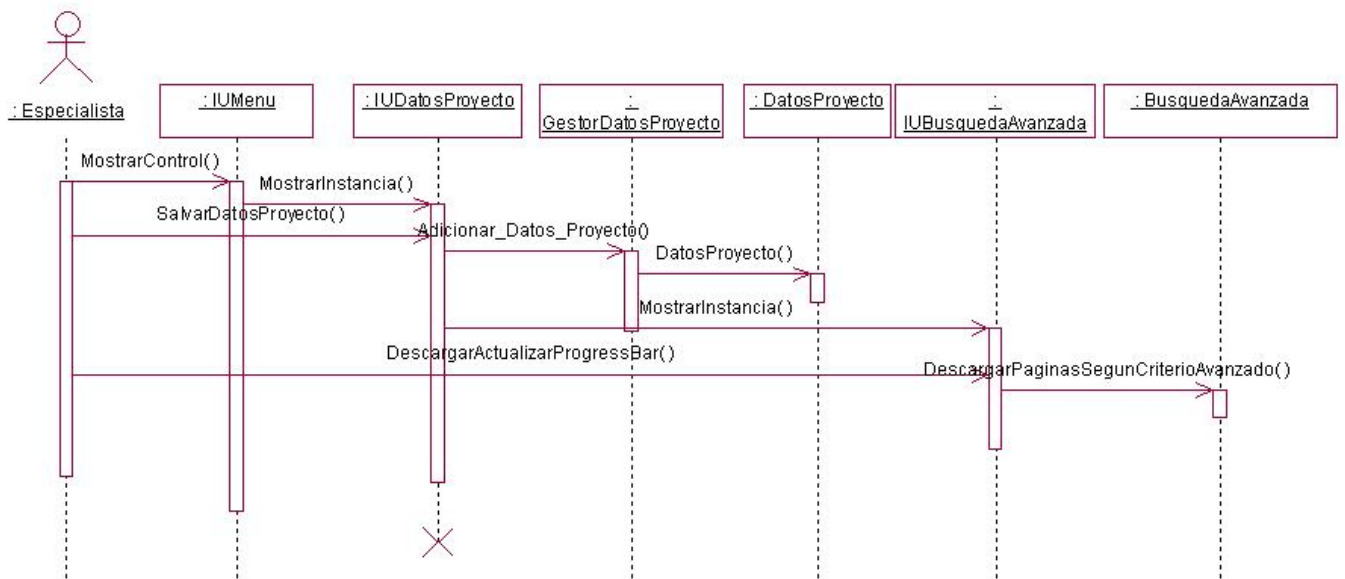 : Especialista
: IUMenu
: IUDatosProyecto
:
GestorDatosProyecto
: DatosProyecto
:
IUBusquedaAvanzada
: BusquedaAvanzada
MostrarControl()
MostrarInstancia()
SalvarDatosProyecto()
Adicionar_Datos_Proyecto()
DatosProyecto()
MostrarInstancia()
DescargarActualizarProgressBar()
DescargarPaginasSegunCriterioAvanzado()